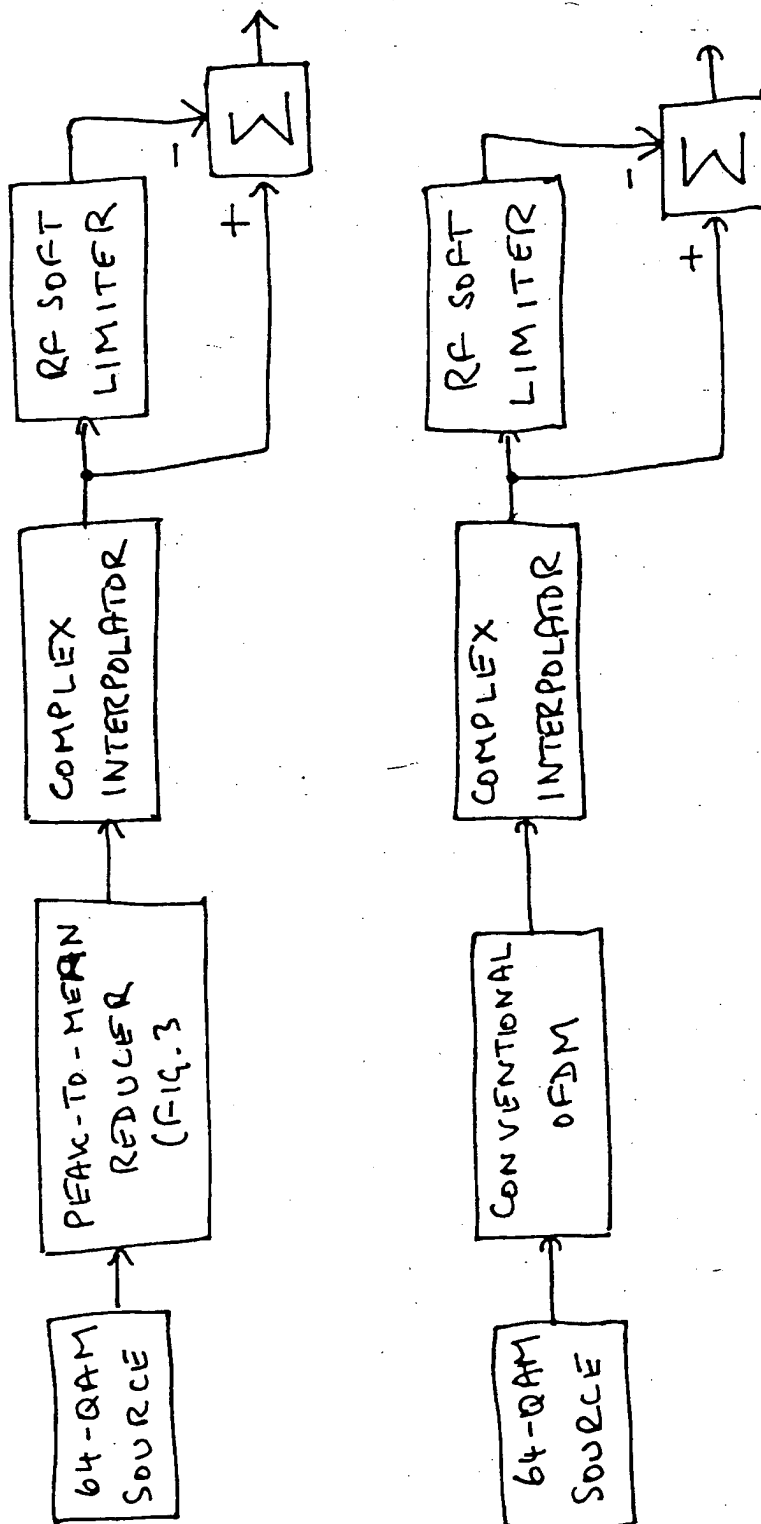 64-QAM
SOURCE
PEAK-TO-MEAN
REDUCER
(FIG.3
COMPLEX
INTERPOLATOR
RF SOFT
LIMITER
-
+
Σ
64-QAM
SOURCE
CONVENTIONAL
OFDM
COMPLEX
INTERPOLATOR
RF SOFT
LIMITER
-
+
Σ